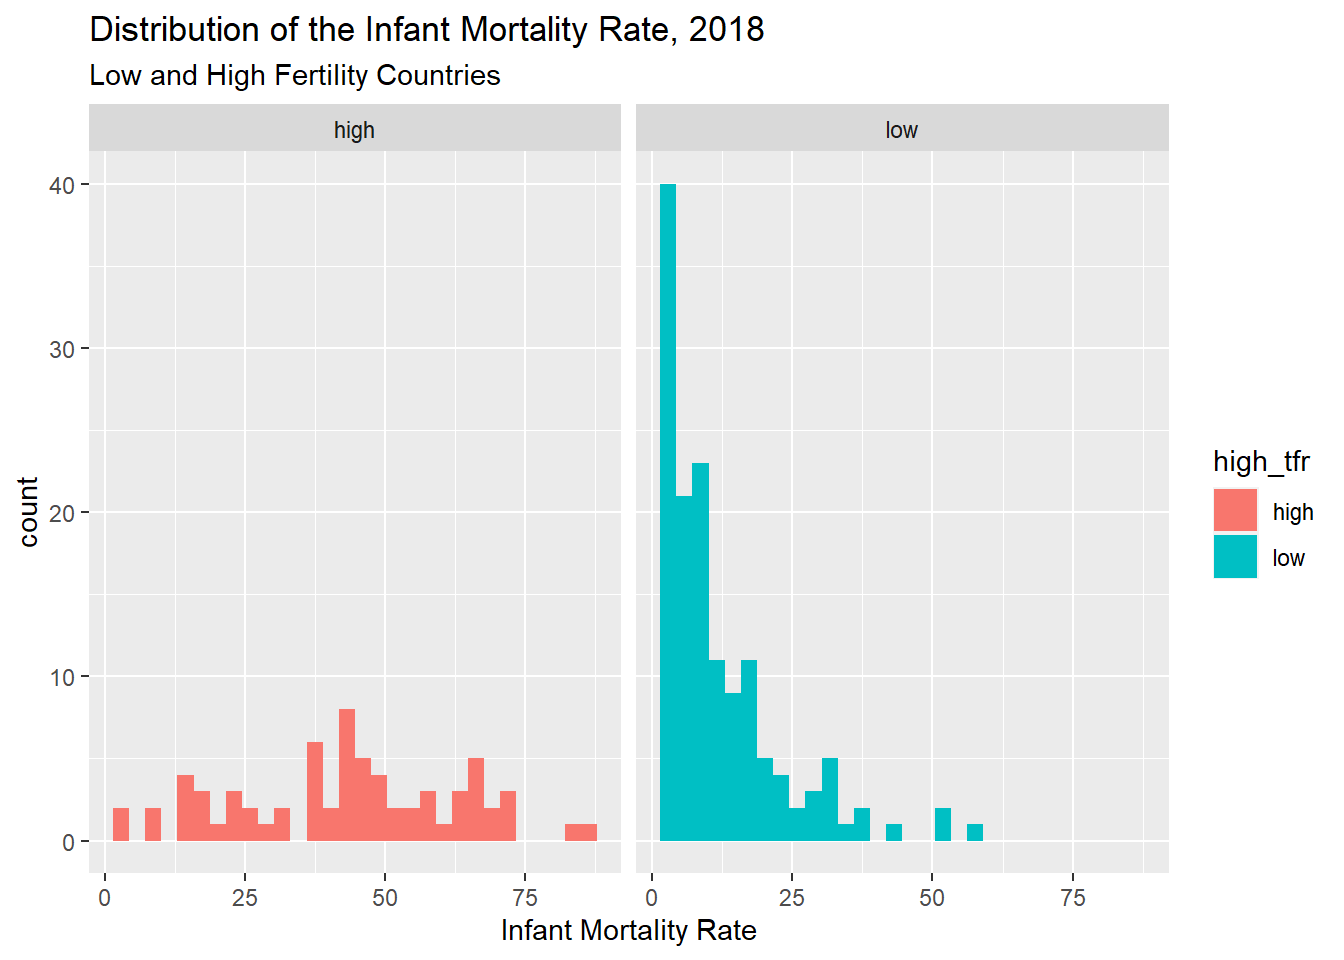 Distribution of the Infant Mortality Rate, 2018
Low and High Fertility Countries
high
low
40
30
20
10
0
count
0 25 50 75
0 25 50 75
Infant Mortality Rate
high_tfr
high
low